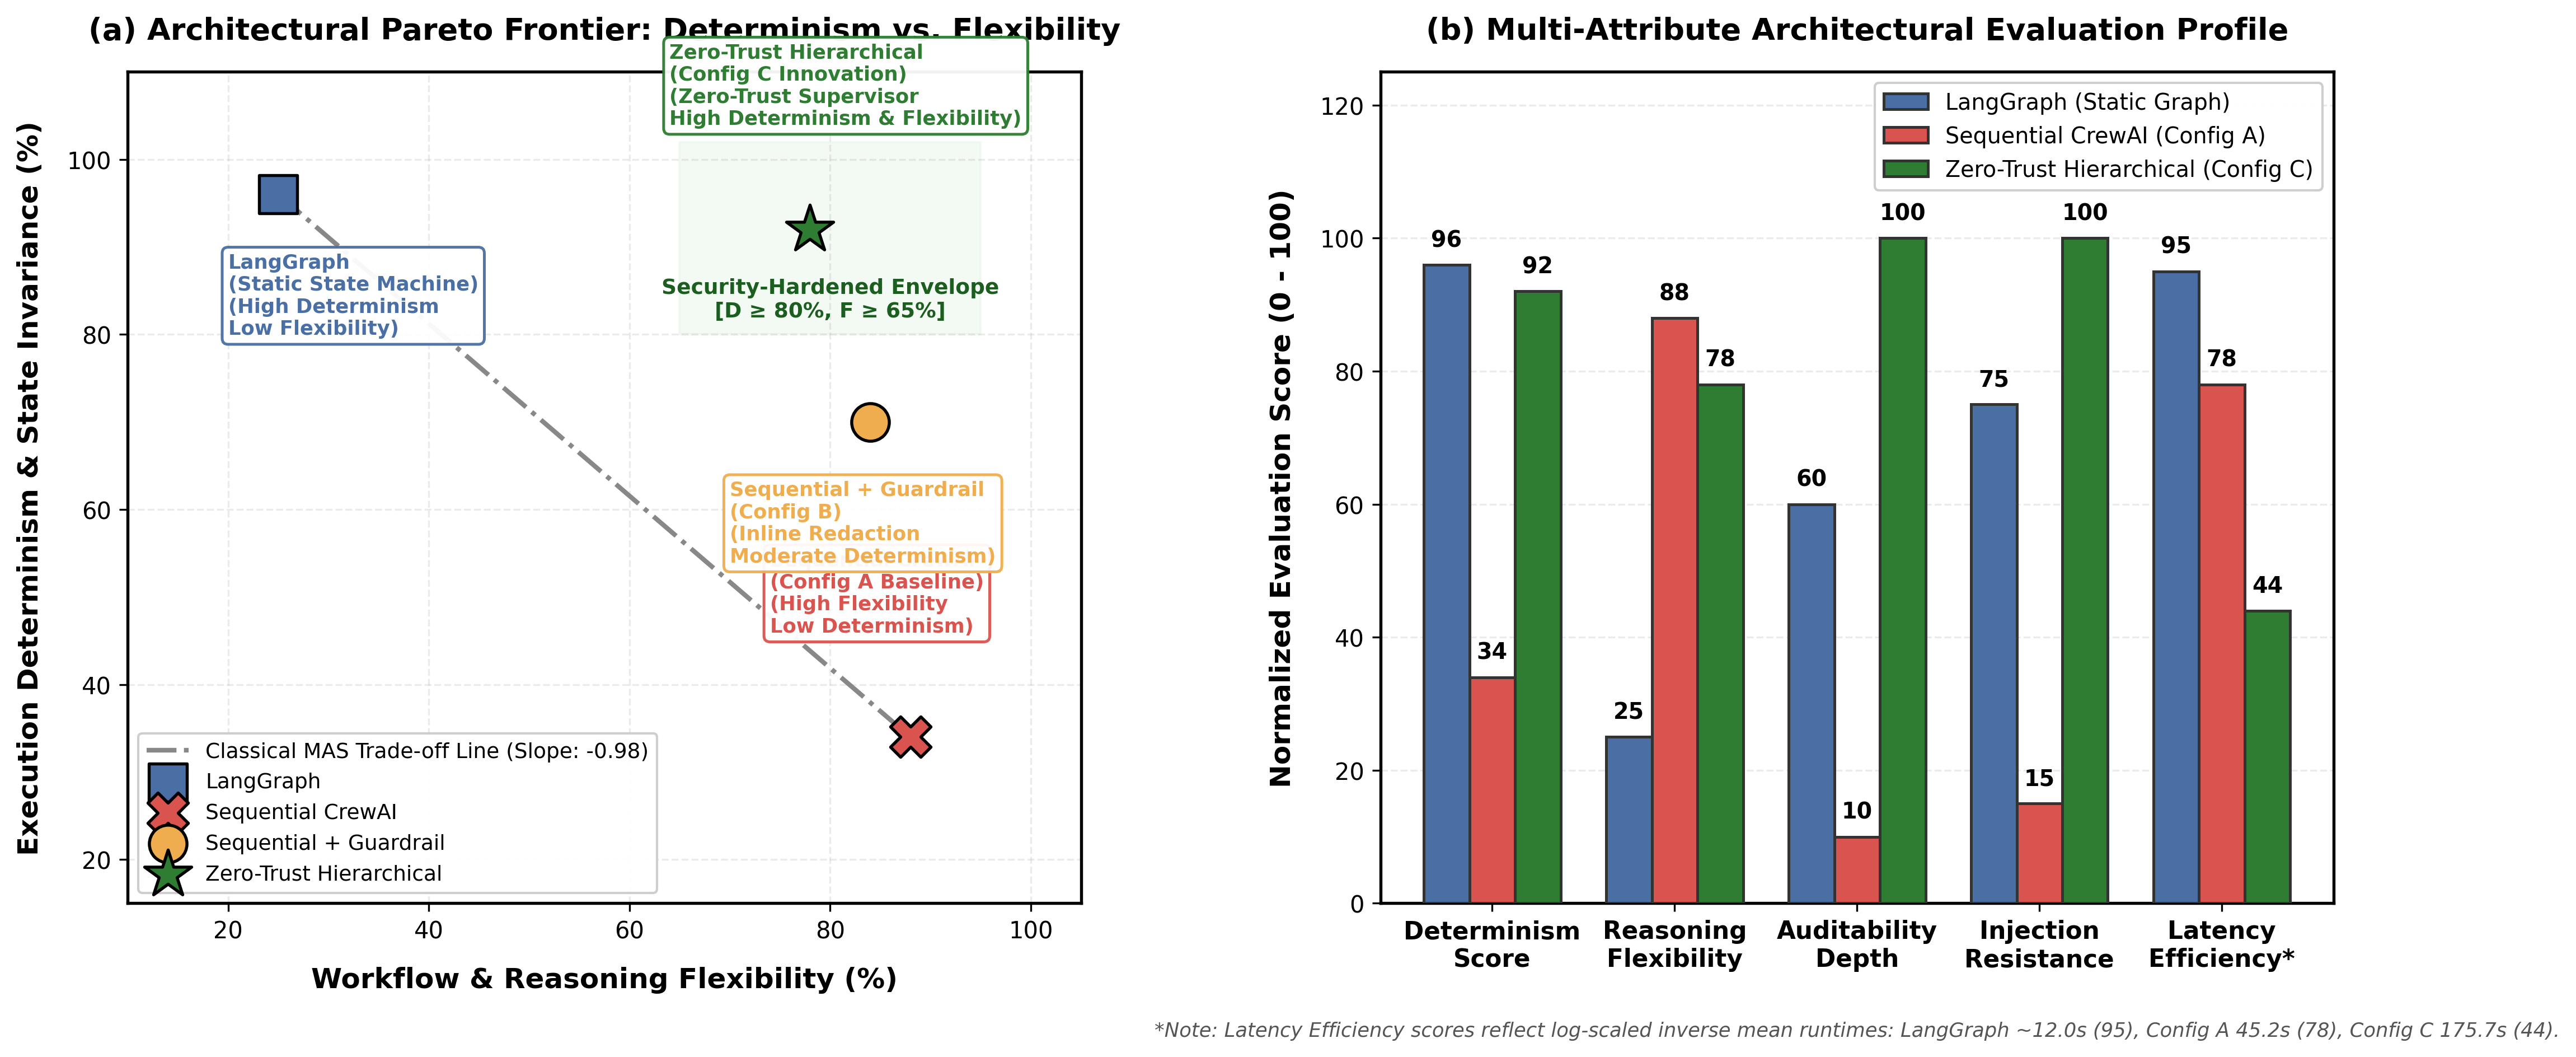 (a) Architectural Pareto Frontier: Determinism vs. Flexibility
Execution Determinism & State Invariance (%)
100
80
60
40
20
Zero-Trust Hierarchical
(Config C Innovation)
(Zero-Trust Supervisor
High Determinism & Flexibility)
LangGraph
(Static State Machine)
(High Determinism
Low Flexibility)
Security-Hardened Envelope
[D ≥ 80%, F ≥ 65%]
Sequential + Guardrail
(Config B)
(Inline Redaction
Moderate Determinism)
(Config A Baseline)
(High Flexibility
Low Determinism)
Classical MAS Trade-off Line (Slope: -0.98)
LangGraph
Sequential CrewAI
Sequential + Guardrail
Zero-Trust Hierarchical
20 40 60 80 100
Workflow & Reasoning Flexibility (%)
(b) Multi-Attribute Architectural Evaluation Profile
Normalized Evaluation Score (0 - 100)
120
100
80
60
40
20
0
LangGraph (Static Graph)
Sequential CrewAI (Config A)
Zero-Trust Hierarchical (Config C)
96 34 92
25 88 78
60 10 100
75 15 100
95 78 44
Determinism
Score
Reasoning
Flexibility
Auditability
Depth
Injection
Resistance
Latency
Efficiency*
*Note: Latency Efficiency scores reflect log-scaled inverse mean runtimes: LangGraph ~12.0s (95), Config A 45.2s (78), Config C 175.7s (44).